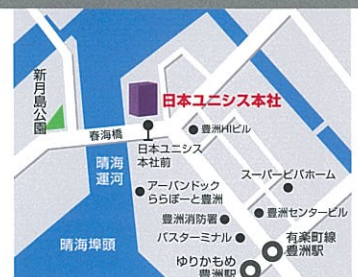 新月島公園
日本ユニシス本社
春海橋
豊洲HIビル
日本ユニシス
本社前
晴海
運河
アーバンドック
ららぽーと豊洲
スーパービバホーム
豊洲消防署
豊洲センタービル
晴海埠頭
バスターミナル
有楽町線
豊洲駅
ゆりかもめ
豊洲駅